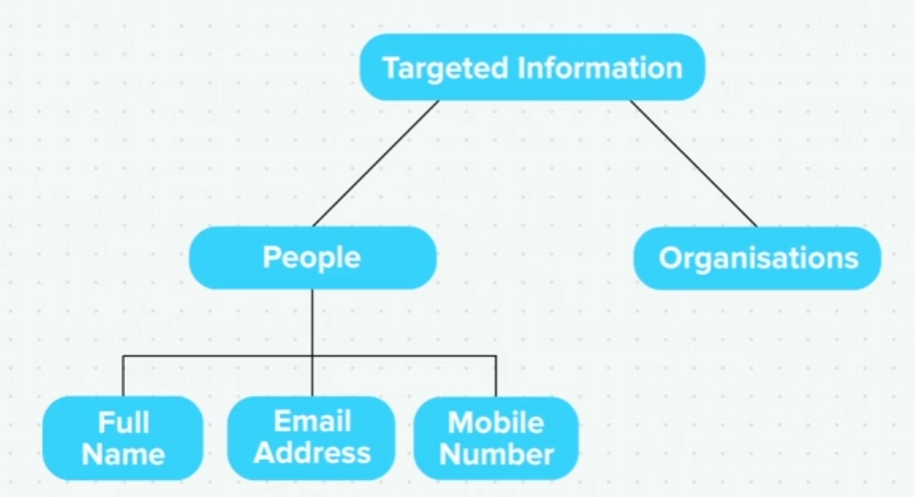 Targeted Information
People
Organisations
Full
Name
Email
Address
Mobile
Number